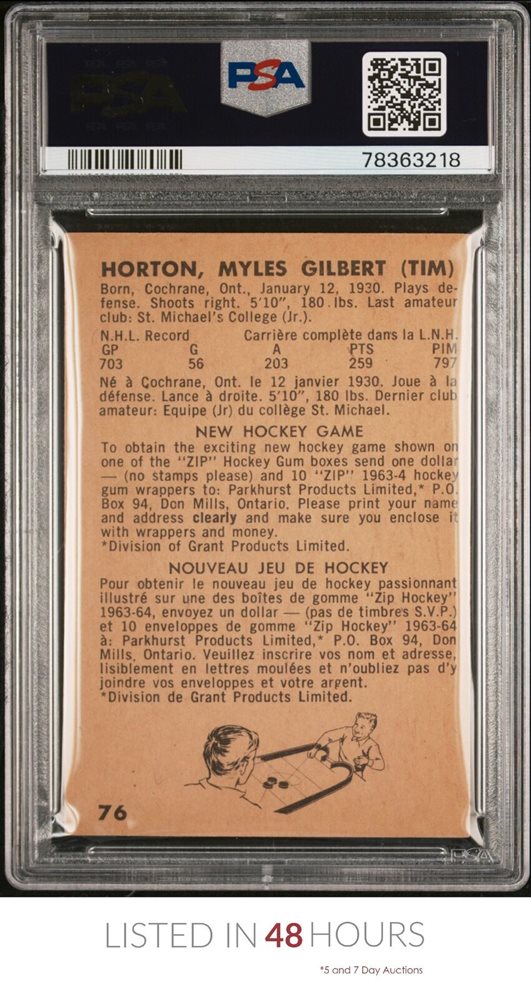 PSA
78363218
HORTON, MYLES GILBERT (TIM)
Born, Cochrane, Ont., January 12, 1930. Plays de-
fense. Shoots right. 5'10", 180 lbs. Last amateur
club: St. Michael's College (Jr.).
N.H.L. Record Carrière complète dans la L.N.H.
GP G A PTS PIM
703 56 203 259 797
Né à Cochrane, Ont. le 12 janvier 1930. Joue à la
défense. Lance à droite. 5'10", 180 lbs. Dernier club
amateur: Equipe (Jr) du collège St. Michael.
NEW HOCKEY GAME
To obtain the exciting new hockey game shown on
one of the "ZIP" Hockey Gum boxes send one dollar
— (no stamps please) and 10 "ZIP" 1963-4 hockey
gum wrappers to: Parkhurst Products Limited,* P.O.
Box 94, Don Mills, Ontario. Please print your name
and address clearly and make sure you enclose it
with wrappers and money.
*Division of Grant Products Limited.
NOUVEAU JEU DE HOCKEY
Pour obtenir le nouveau jeu de hockey passionnant
illustré sur une des boîtes de gomme "Zip Hockey"
1963-64, envoyez un dollar — (pas de timbres S.V.P.)
et 10 enveloppes de gomme "Zip Hockey" 1963-64
à: Parkhurst Products Limited,* P.O. Box 94, Don
Mills, Ontario. Veuillez inscrire vos nom et adresse,
lisiblement en lettres moulées et n'oubliez pas d'y
joindre vos enveloppes et votre argent.
*Division de Grant Products Limited.
76
PSA
LISTED IN 48 HOURS
*5 and 7 Day Auctions